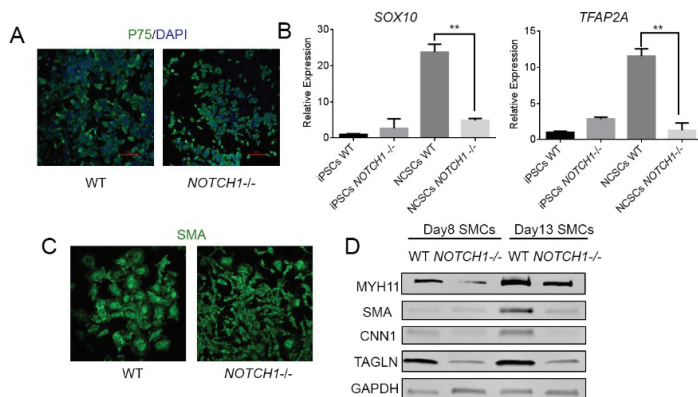 A
P75/DAPI
WT
NOTCH1-/-
B
SOX10
Relative Expression
30
20
10
0
**
iPSCs WT
iPSCs NOTCH1 -/-
NCSCs WT
NCSCs NOTCH1 -/-
TFAP2A
Relative Expression
15
10
5
0
**
iPSCs WT
iPSCs NOTCH1 -/-
NCSCs WT
NCSCs NOTCH1 -/-
C
SMA
WT
NOTCH1-/-
D
Day8 SMCs Day13 SMCs
WT NOTCH1-/- WT NOTCH1-/-
MYH11
SMA
CNN1
TAGLN
GAPDH